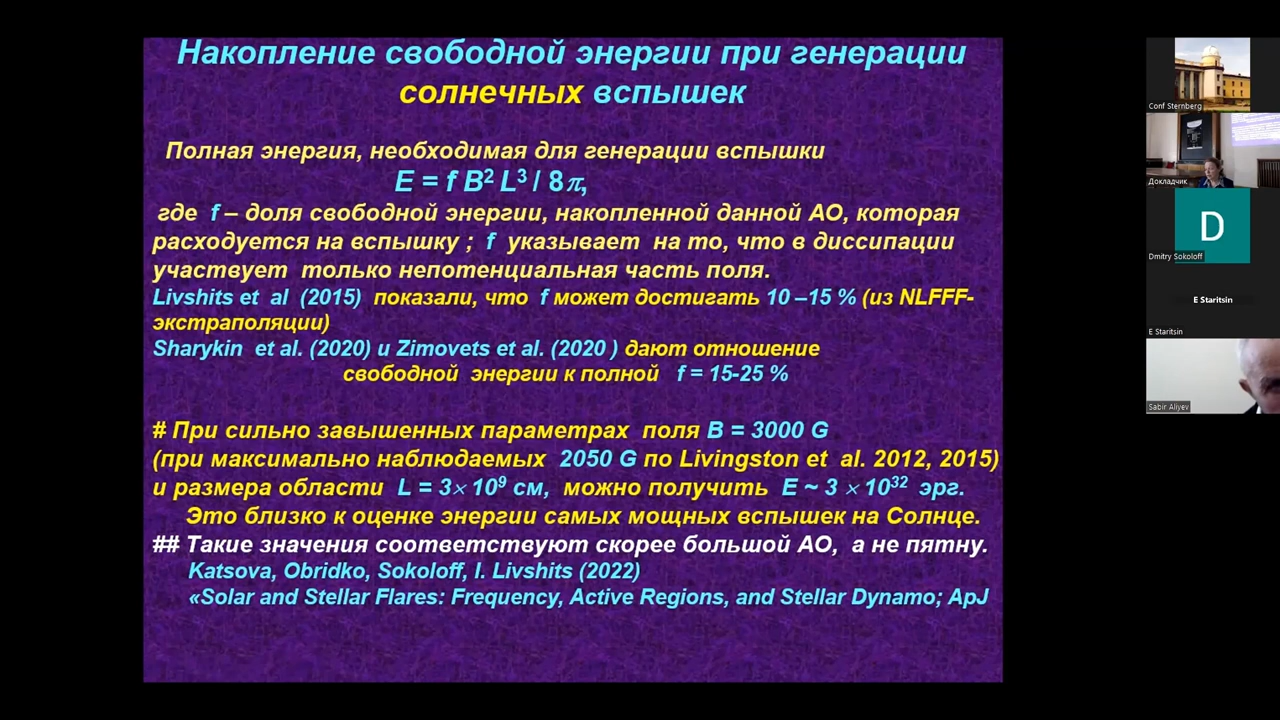 Накопление свободной энергии при генерации
солнечных вспышек
Полная энергия, необходимая для генерации вспышки
E = f B² L³ / 8π,
где f – доля свободной энергии, накопленной данной АО, которая
расходуется на вспышку ; f указывает на то, что в диссипации
участвует только непотенциальная часть поля.
Livshits et al (2015) показали, что f может достигать 10 –15 % (из NLFFF-
экстраполяции)
Sharykin et al. (2020) и Zimovets et al. (2020 ) дают отношение
свободной энергии к полной f = 15-25 %
# При сильно завышенных параметрах поля B = 3000 G
(при максимально наблюдаемых 2050 G по Livingston et al. 2012, 2015)
и размера области L = 3× 10⁹ см, можно получить E ~ 3 × 10³² эрг.
Это близко к оценке энергии самых мощных вспышек на Солнце.
## Такие значения соответствуют скорее большой АО, а не пятну.
Katsova, Obridko, Sokoloff, I. Livshits (2022)
«Solar and Stellar Flares: Frequency, Active Regions, and Stellar Dynamo; ApJ
Conf Sternberg
Докладчик
D
Dmitry Sokoloff
E Staritsin
E Staritsin
Sabir Aliyev